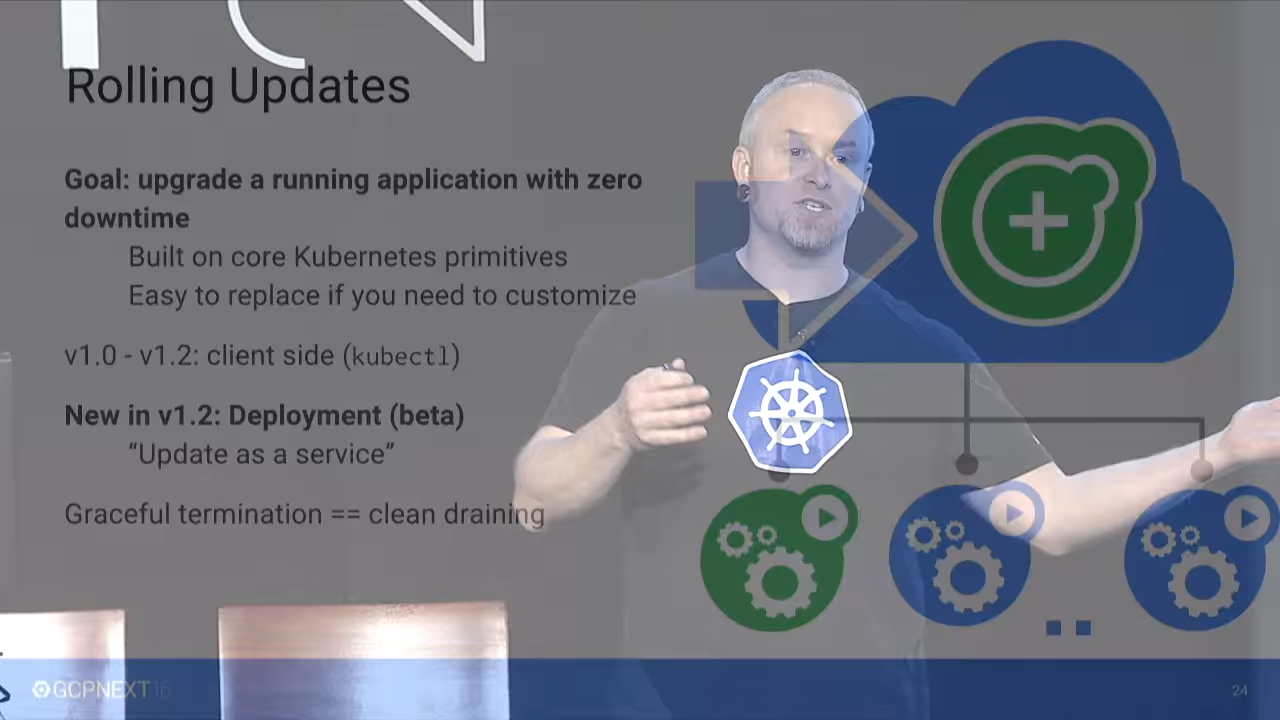 Rolling Updates
Goal: upgrade a running application with zero
downtime
Built on core Kubernetes primitives
Easy to replace if you need to customize
v1.0 - v1.2: client side (kubectl)
New in v1.2: Deployment (beta)
“Update as a service”
Graceful termination == clean draining
GCPNEXT16
24